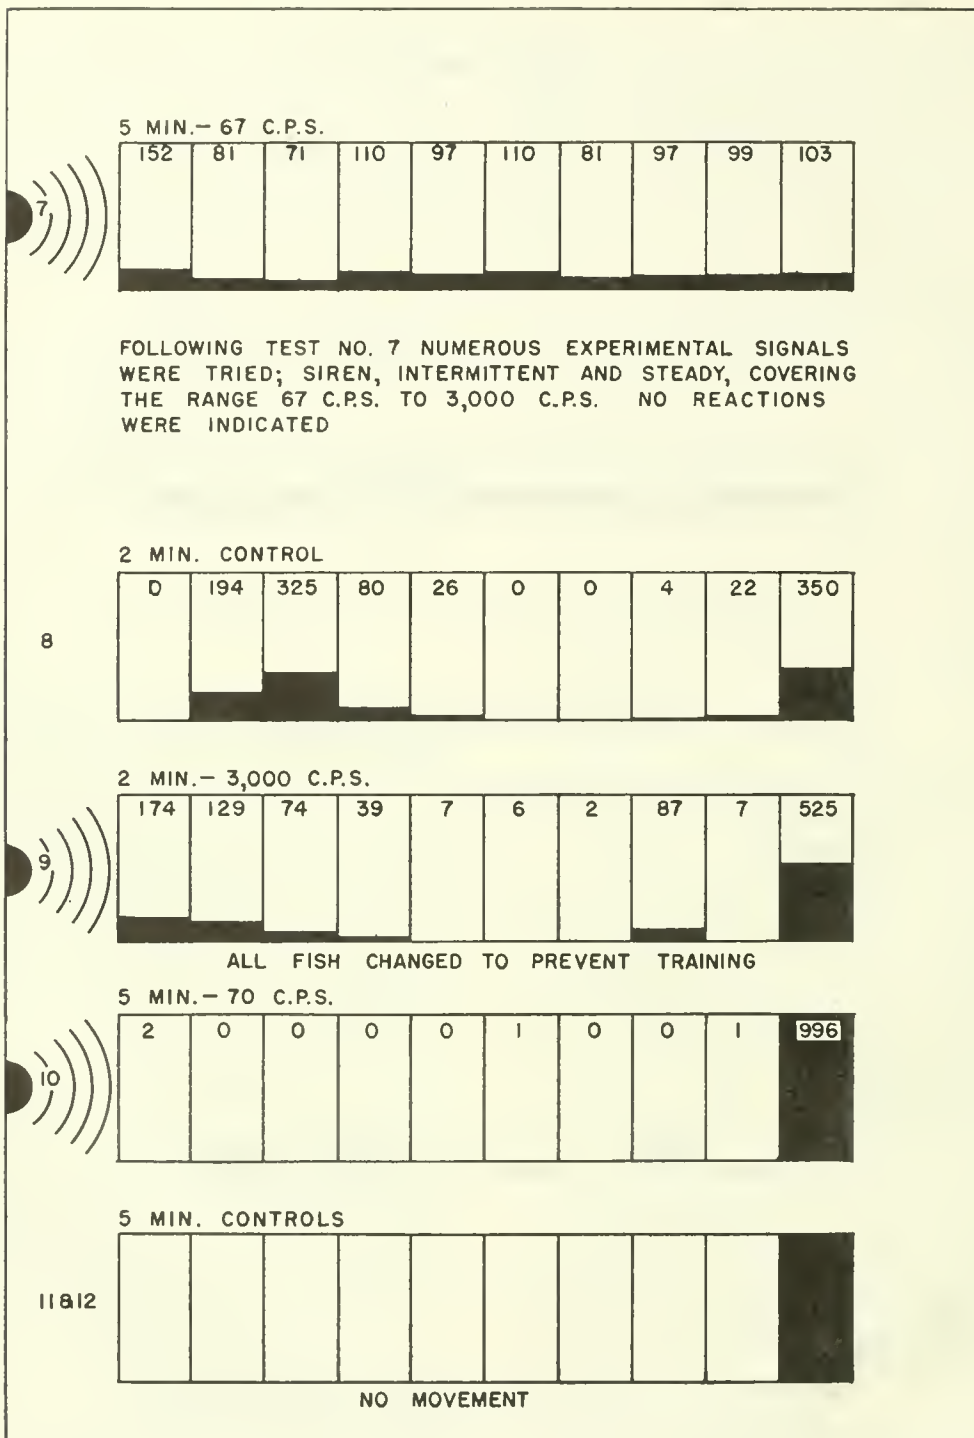 5 MIN.— 67 C.P.S.
152 81 71 110 97 110 81 97 99 103
7
FOLLOWING TEST NO. 7 NUMEROUS EXPERIMENTAL SIGNALS
WERE TRIED; SIREN, INTERMITTENT AND STEADY, COVERING
THE RANGE 67 C.P.S. TO 3,000 C.P.S. NO REACTIONS
WERE INDICATED
2 MIN. CONTROL
0 194 325 80 26 0 0 4 22 350
8
2 MIN.— 3,000 C.P.S.
174 129 74 39 7 6 2 87 7 525
9
ALL FISH CHANGED TO PREVENT TRAINING
5 MIN.— 70 C.P.S.
2 0 0 0 0 1 0 0 1 996
10
5 MIN. CONTROLS
11&12
NO MOVEMENT